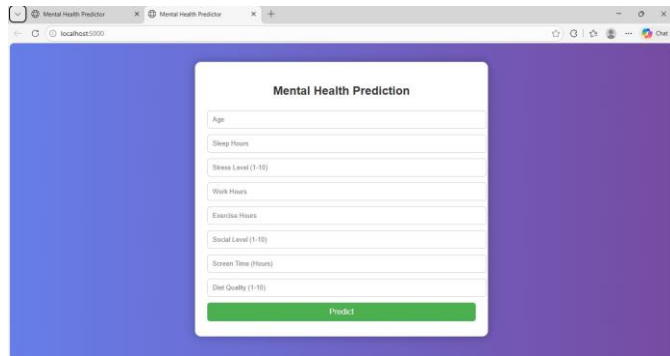 Mental Health Predictor
Mental Health Predictor
localhost:5000
Chat
Mental Health Prediction
Age
Sleep Hours
Stress Level (1-10)
Work Hours
Exercise Hours
Social Level (1-10)
Screen Time (Hours)
Diet Quality (1-10)
Predict